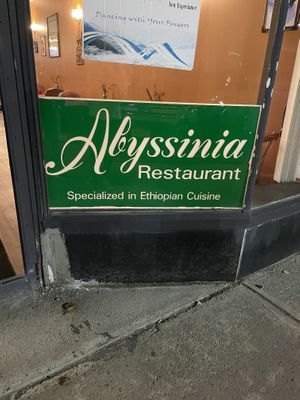 Dancing with Your Fingers
Abyssinia
Restaurant
Specialized in Ethiopian Cuisine